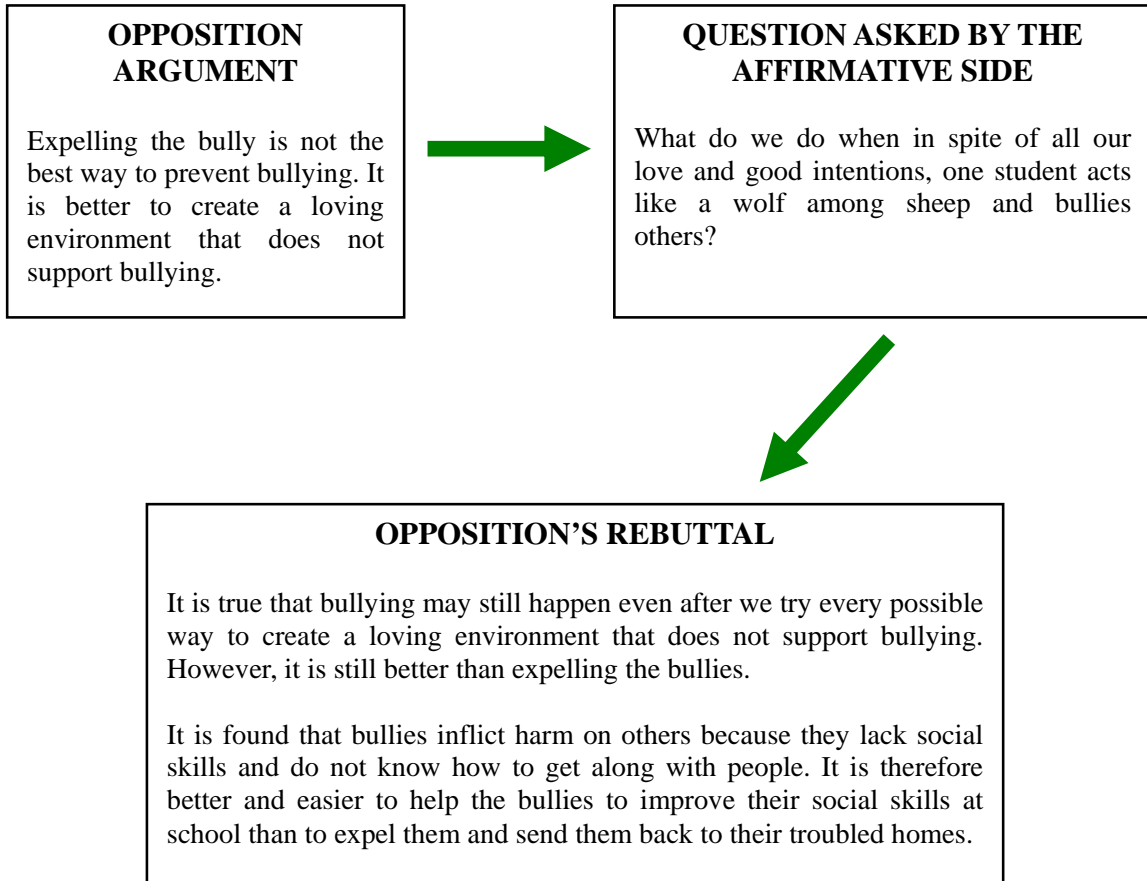 OPPOSITION
ARGUMENT
Expelling the bully is not the
best way to prevent bullying. It
is better to create a loving
environment that does not
support bullying.
QUESTION ASKED BY THE
AFFIRMATIVE SIDE
What do we do when in spite of all our
love and good intentions, one student acts
like a wolf among sheep and bullies
others?
OPPOSITION’S REBUTTAL
It is true that bullying may still happen even after we try every possible
way to create a loving environment that does not support bullying.
However, it is still better than expelling the bullies.
It is found that bullies inflict harm on others because they lack social
skills and do not know how to get along with people. It is therefore
better and easier to help the bullies to improve their social skills at
school than to expel them and send them back to their troubled homes.